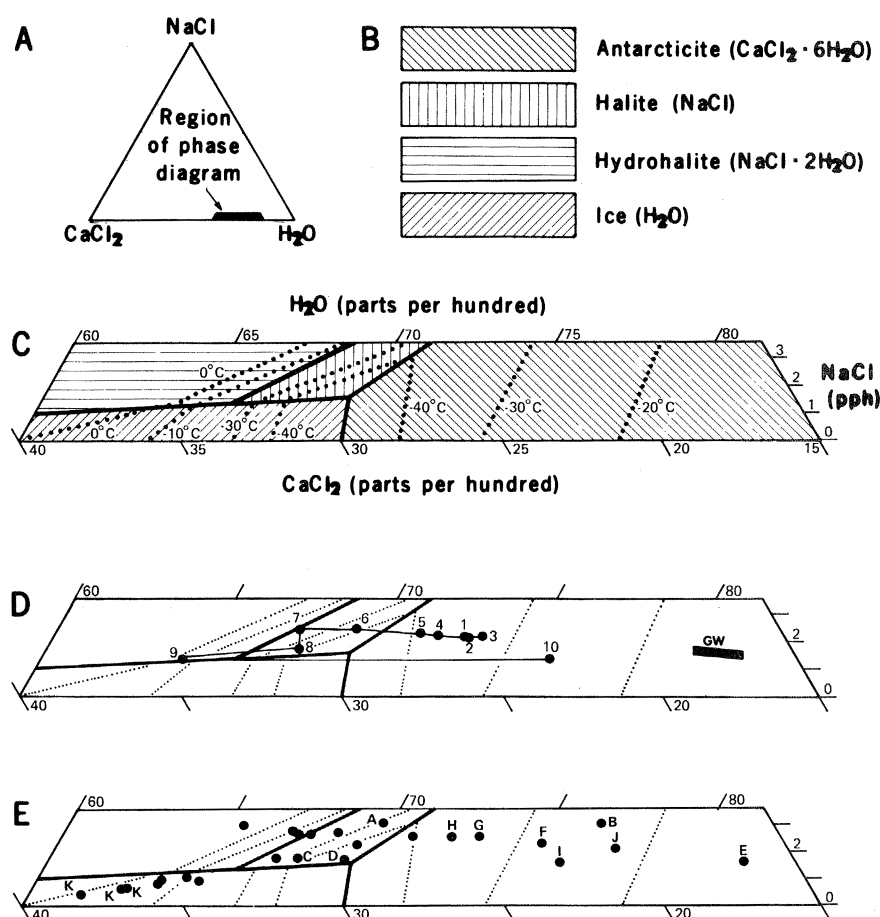 A
NaCl
Region
of phase
diagram
CaCl2
H2O
B
Antarcticite (CaCl2 · 6H2O)
Halite (NaCl)
Hydrohalite (NaCl · 2H2O)
Ice (H2O)
H2O (parts per hundred)
C
60 65 70 75 80
3
2
1
0
NaCl
(pph)
0°C
-40°C -30°C -20°C
0°C -10°C -30°C -40°C
40 35 30 25 20 15
CaCl2 (parts per hundred)
D
60 70 80
7 6 5 4 1 3
2
9 8 10
GW
2
0
40 30 20
E
60 70 80
A B
H G F J
I E
C D
K K K
2
0
40 30 20